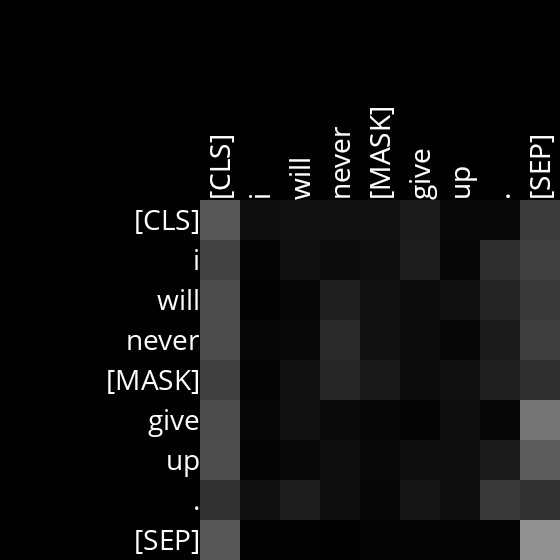 [CLS] i will never [MASK] give up . [SEP]
[CLS]
i
will
never
[MASK]
give
up
.
[SEP]